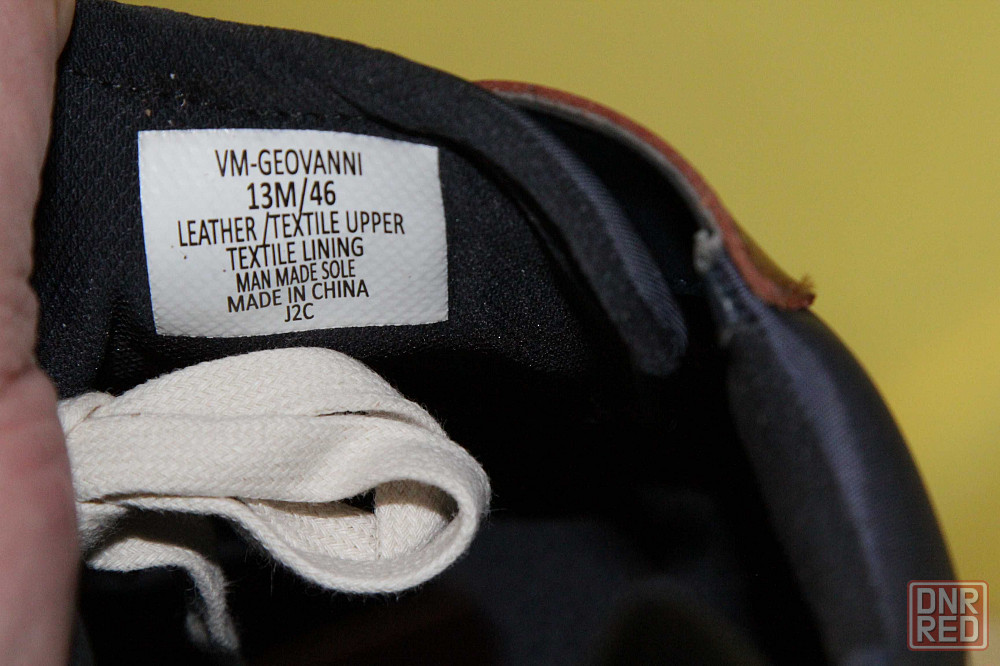 VM-GEOVANNI
13M/46
LEATHER /TEXTILE UPPER
TEXTILE LINING
MAN MADE SOLE
MADE IN CHINA
J2C
DNR
RED